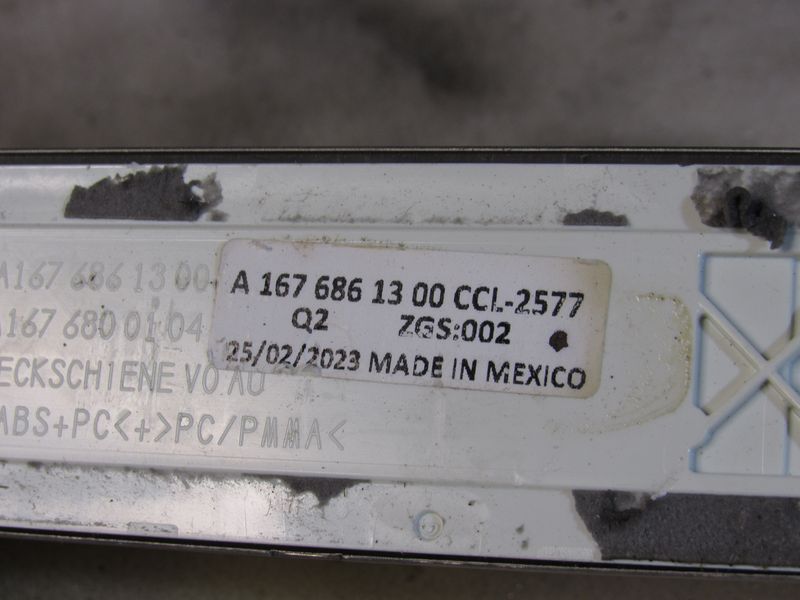 A 167 686 13 00 CCL-2577
Q2 ZGS:002
25/02/2023 MADE IN MEXICO
A167 686 13 00
A167 680 01 04
ECKSCHIENE VO AU
ABS+PC<+>PC/PMMA<